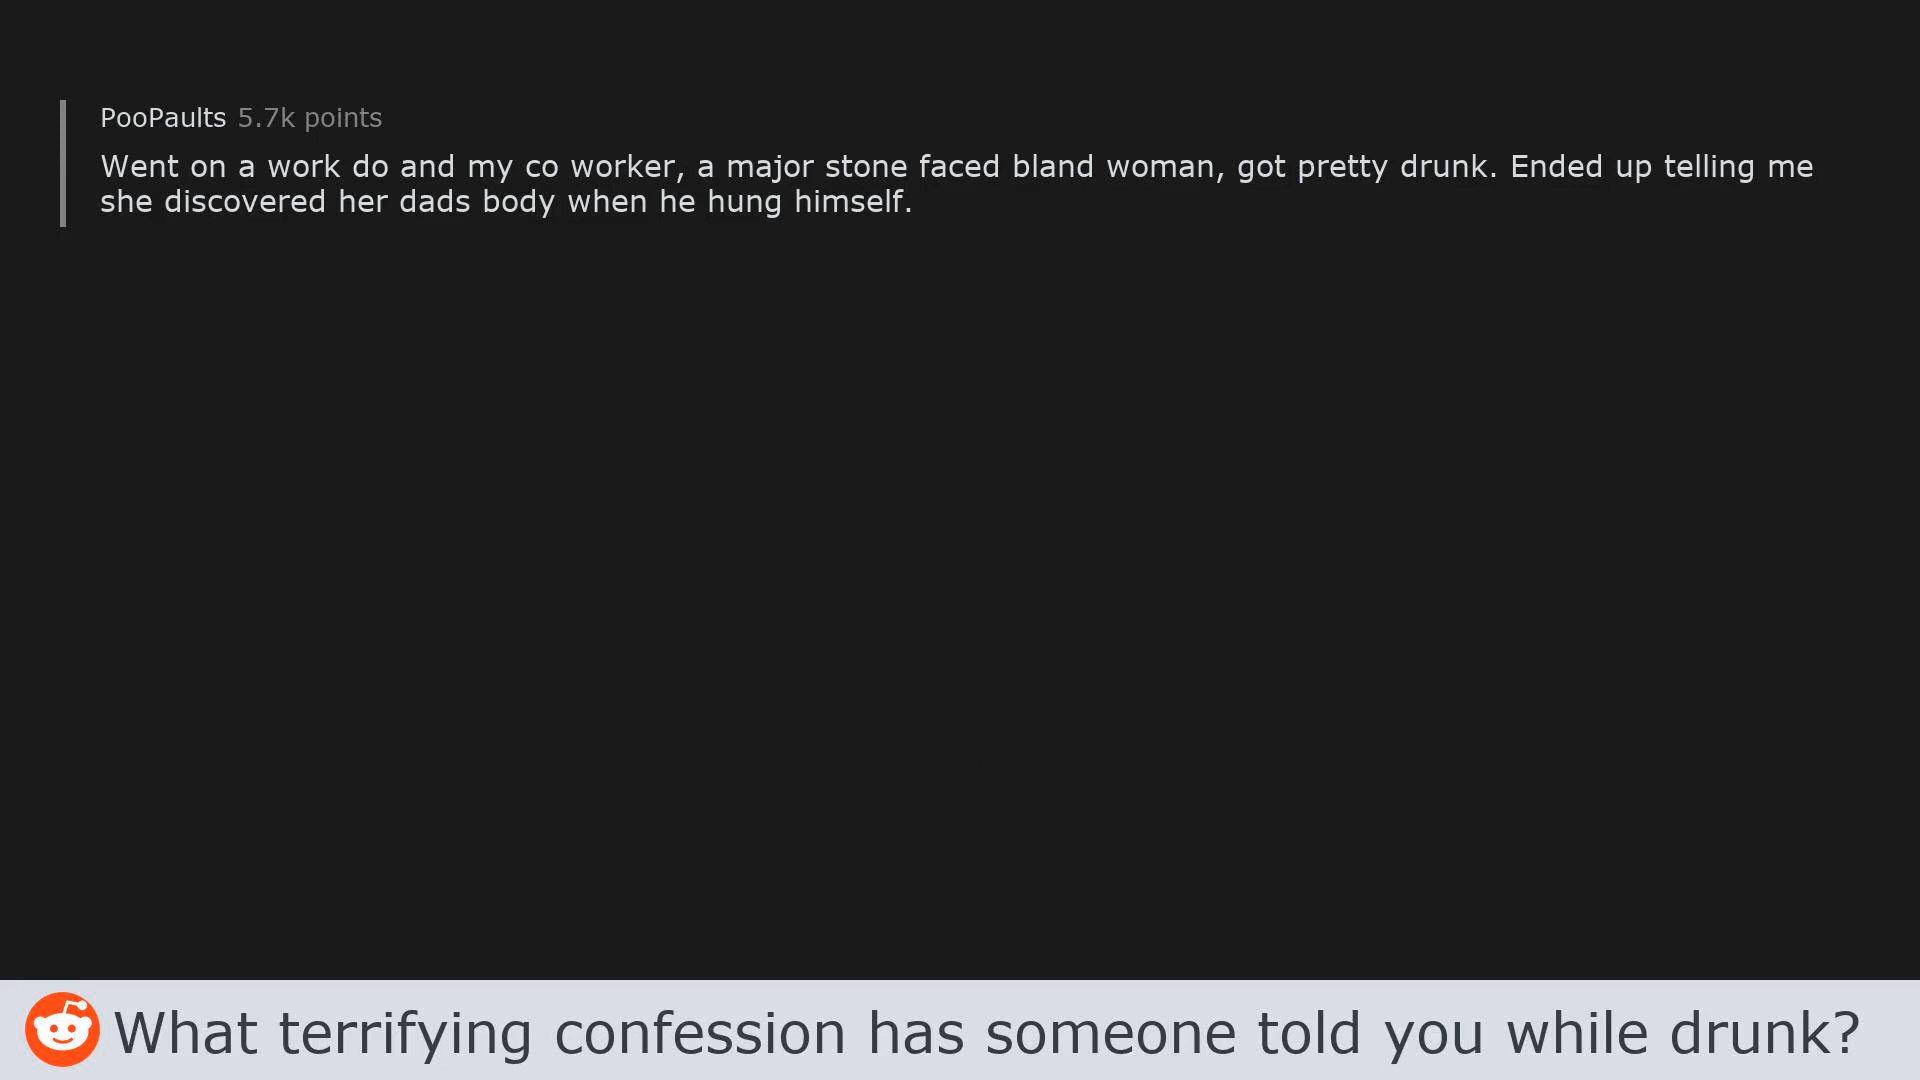 PooPaults 5.7k points
Went on a work do and my co worker, a major stone faced bland woman, got pretty drunk. Ended up telling me
she discovered her dads body when he hung himself.
What terrifying confession has someone told you while drunk?